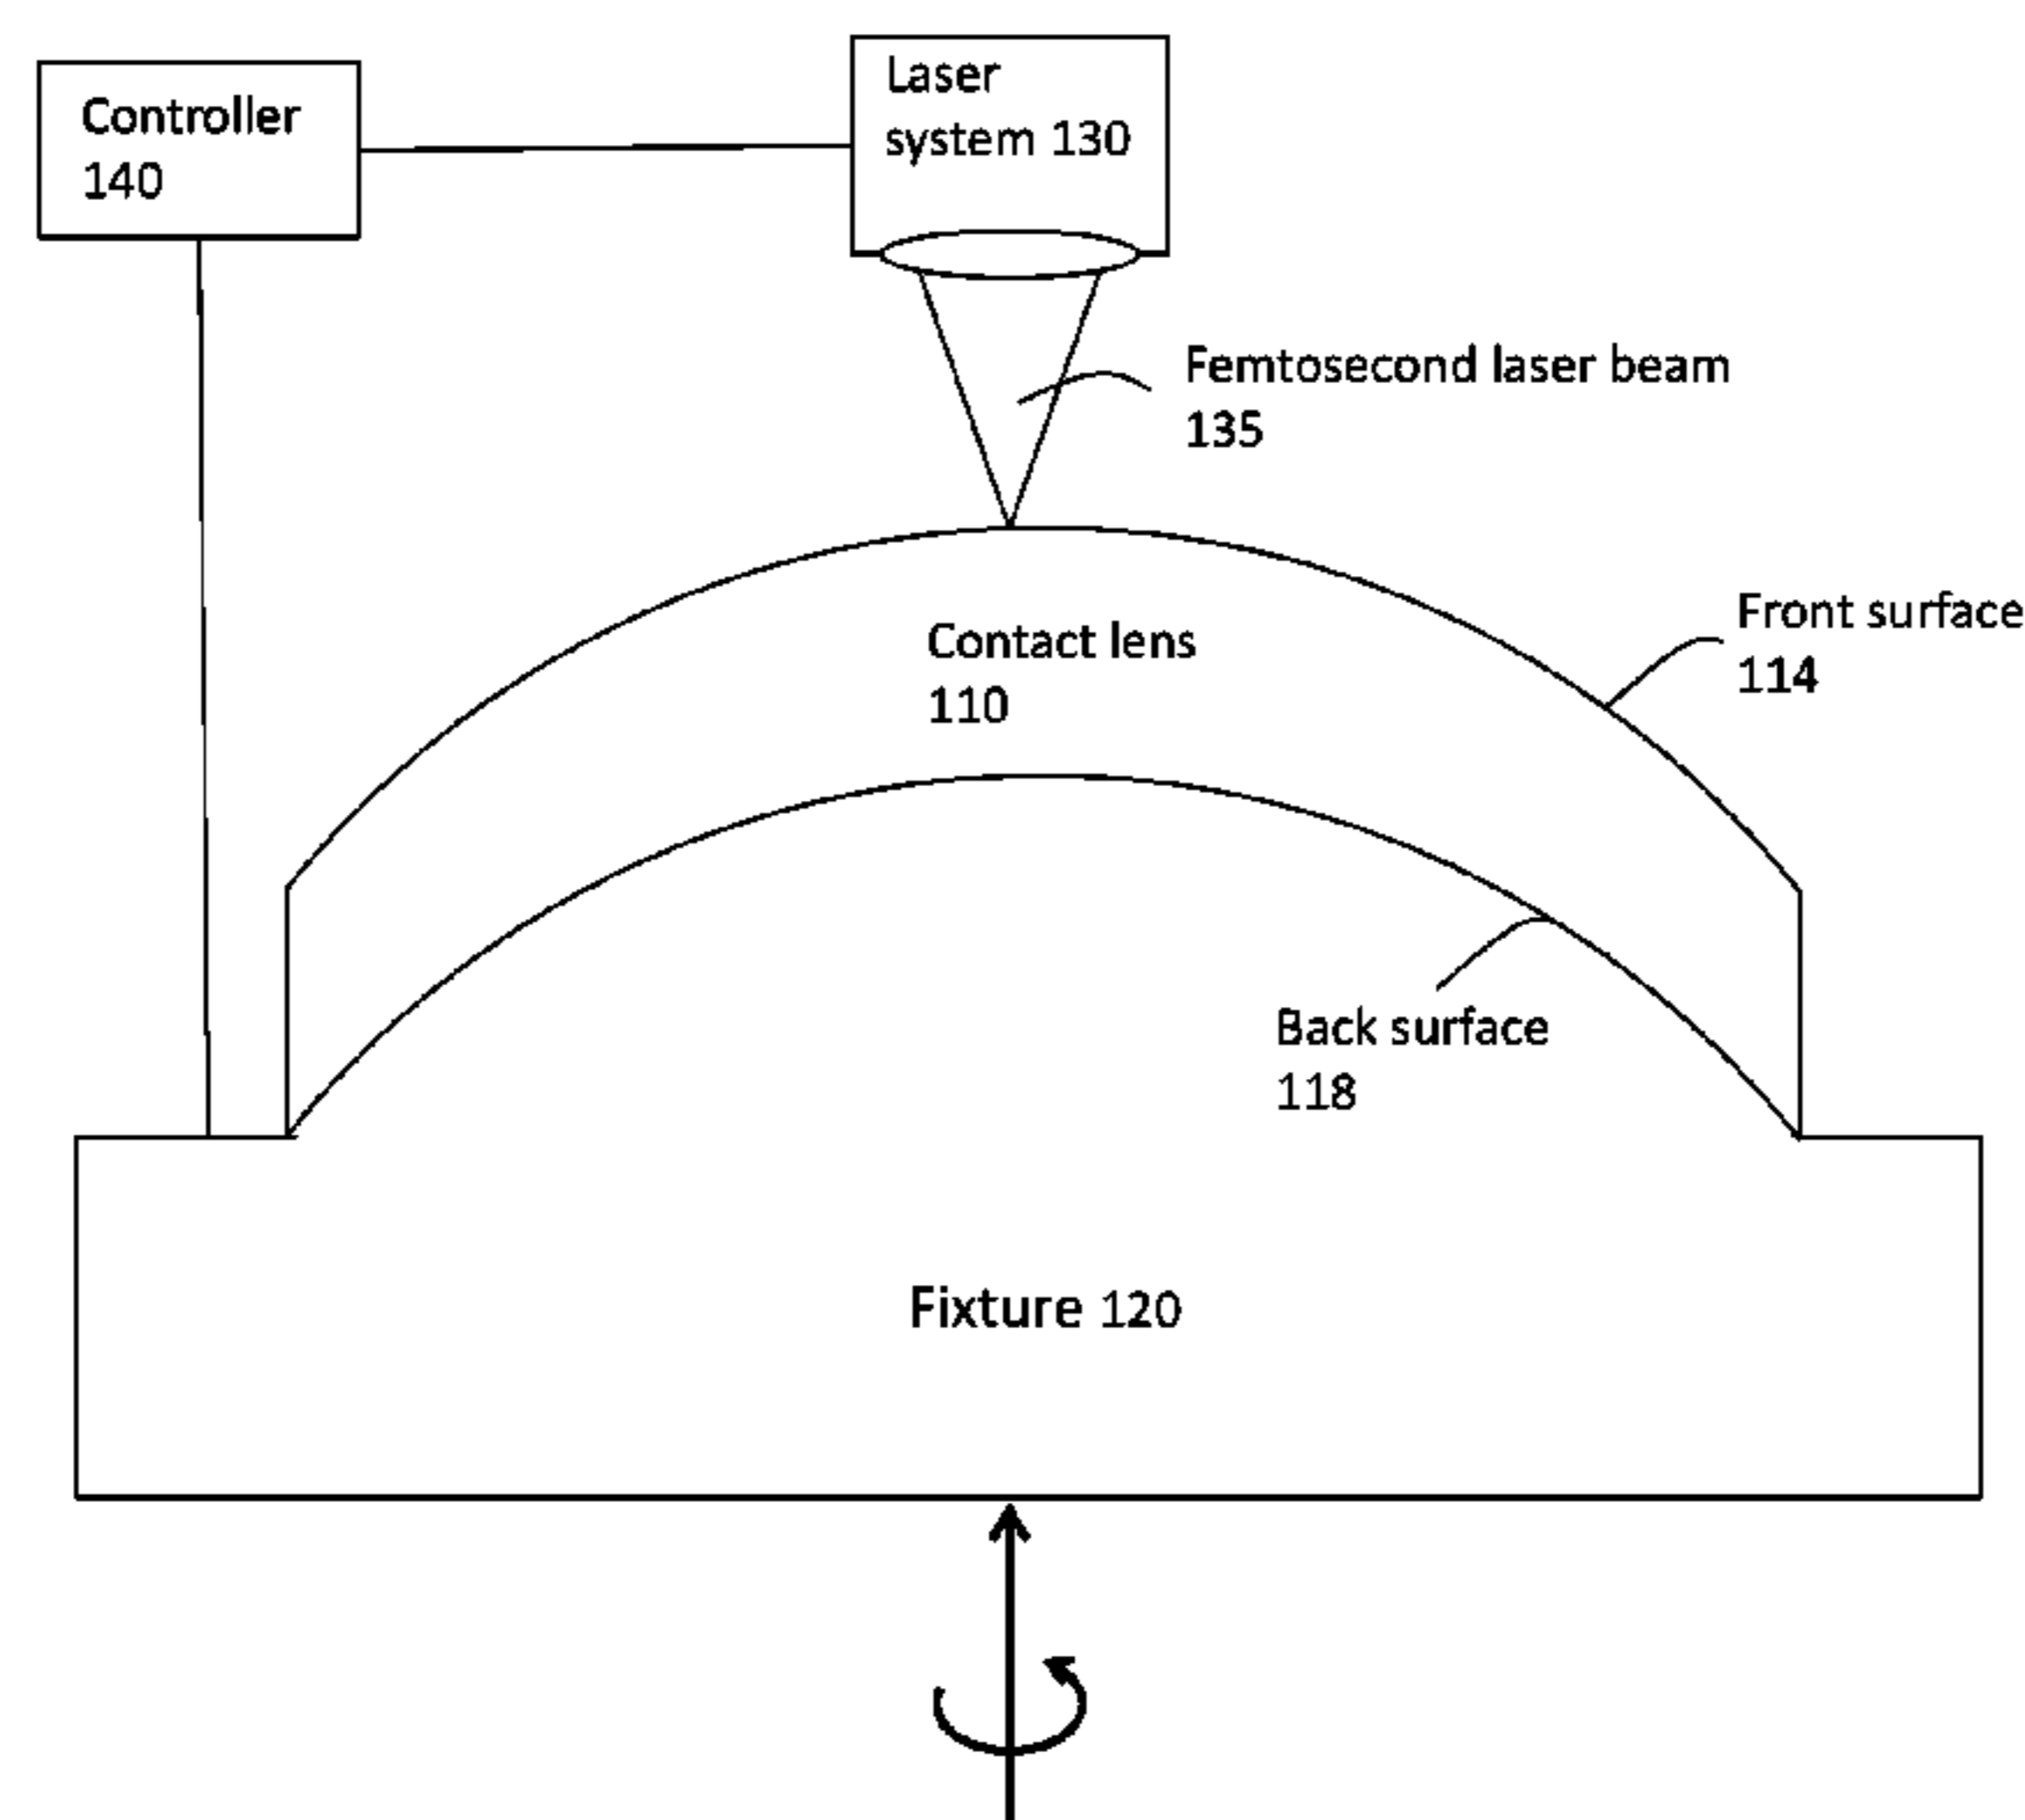 Controller
140
Laser
system 130
Femtosecond laser beam
135
Front surface
114
Contact lens
110
Back surface
118
Fixture 120